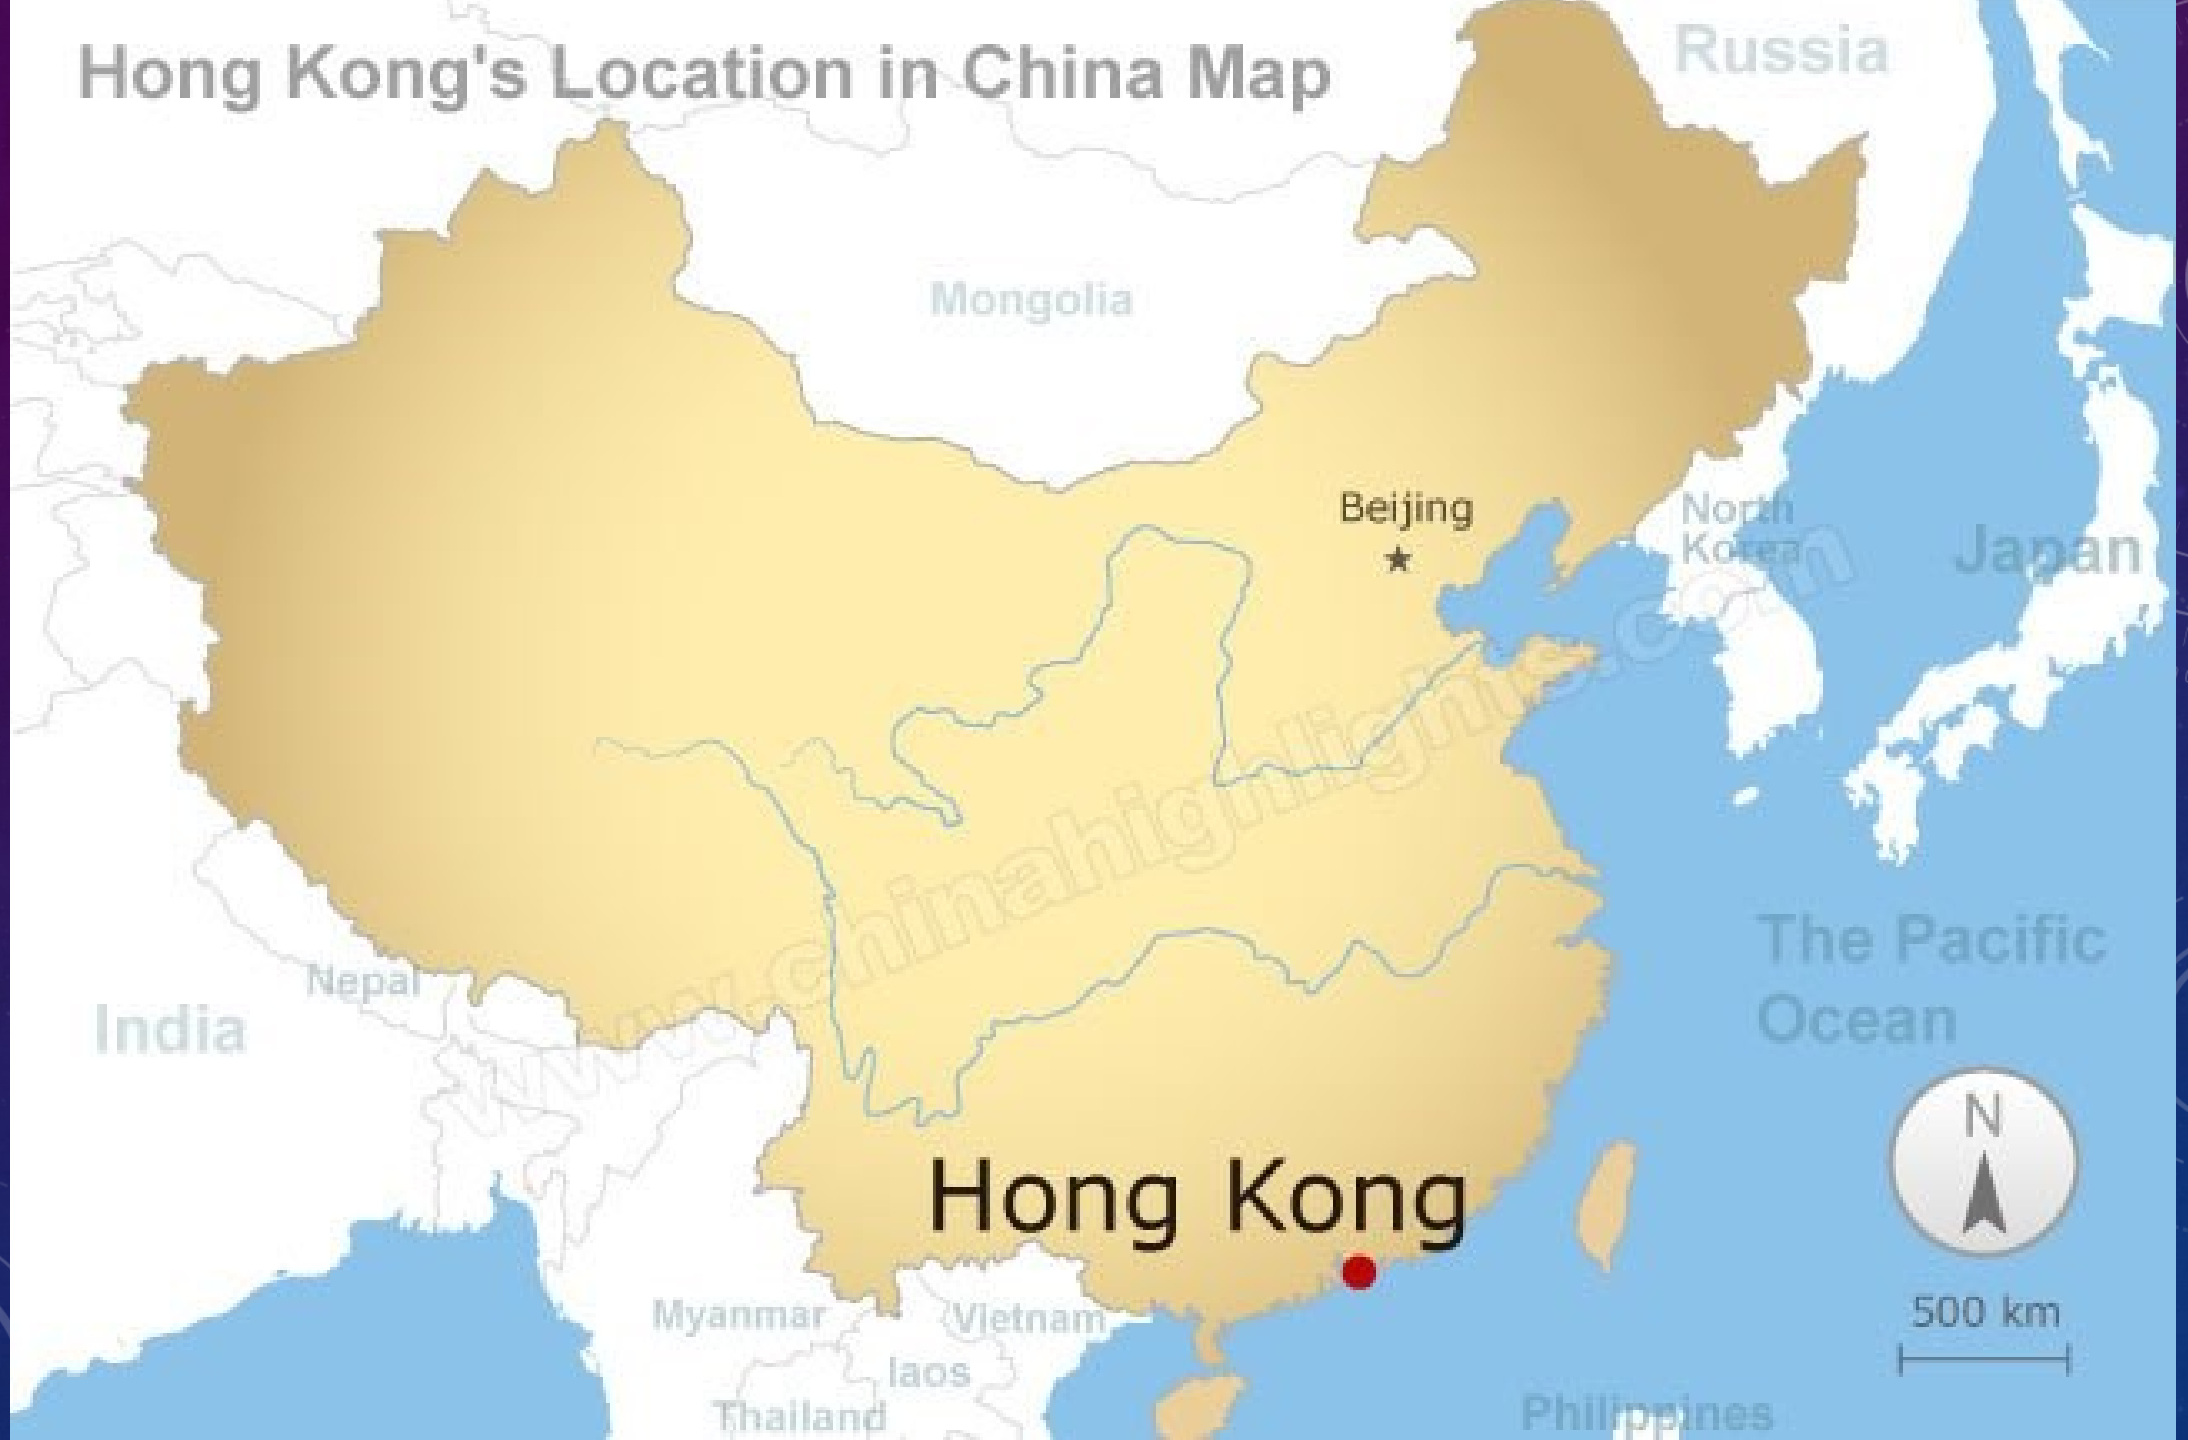 Hong Kong's Location in China Map
Russia
Mongolia
Beijing
North
Korea
Japan
www.chinahighlights.com
The Pacific
Ocean
Nepal
India
N
Hong Kong
500 km
Myanmar
Vietnam
laos
Thailand
Philippines